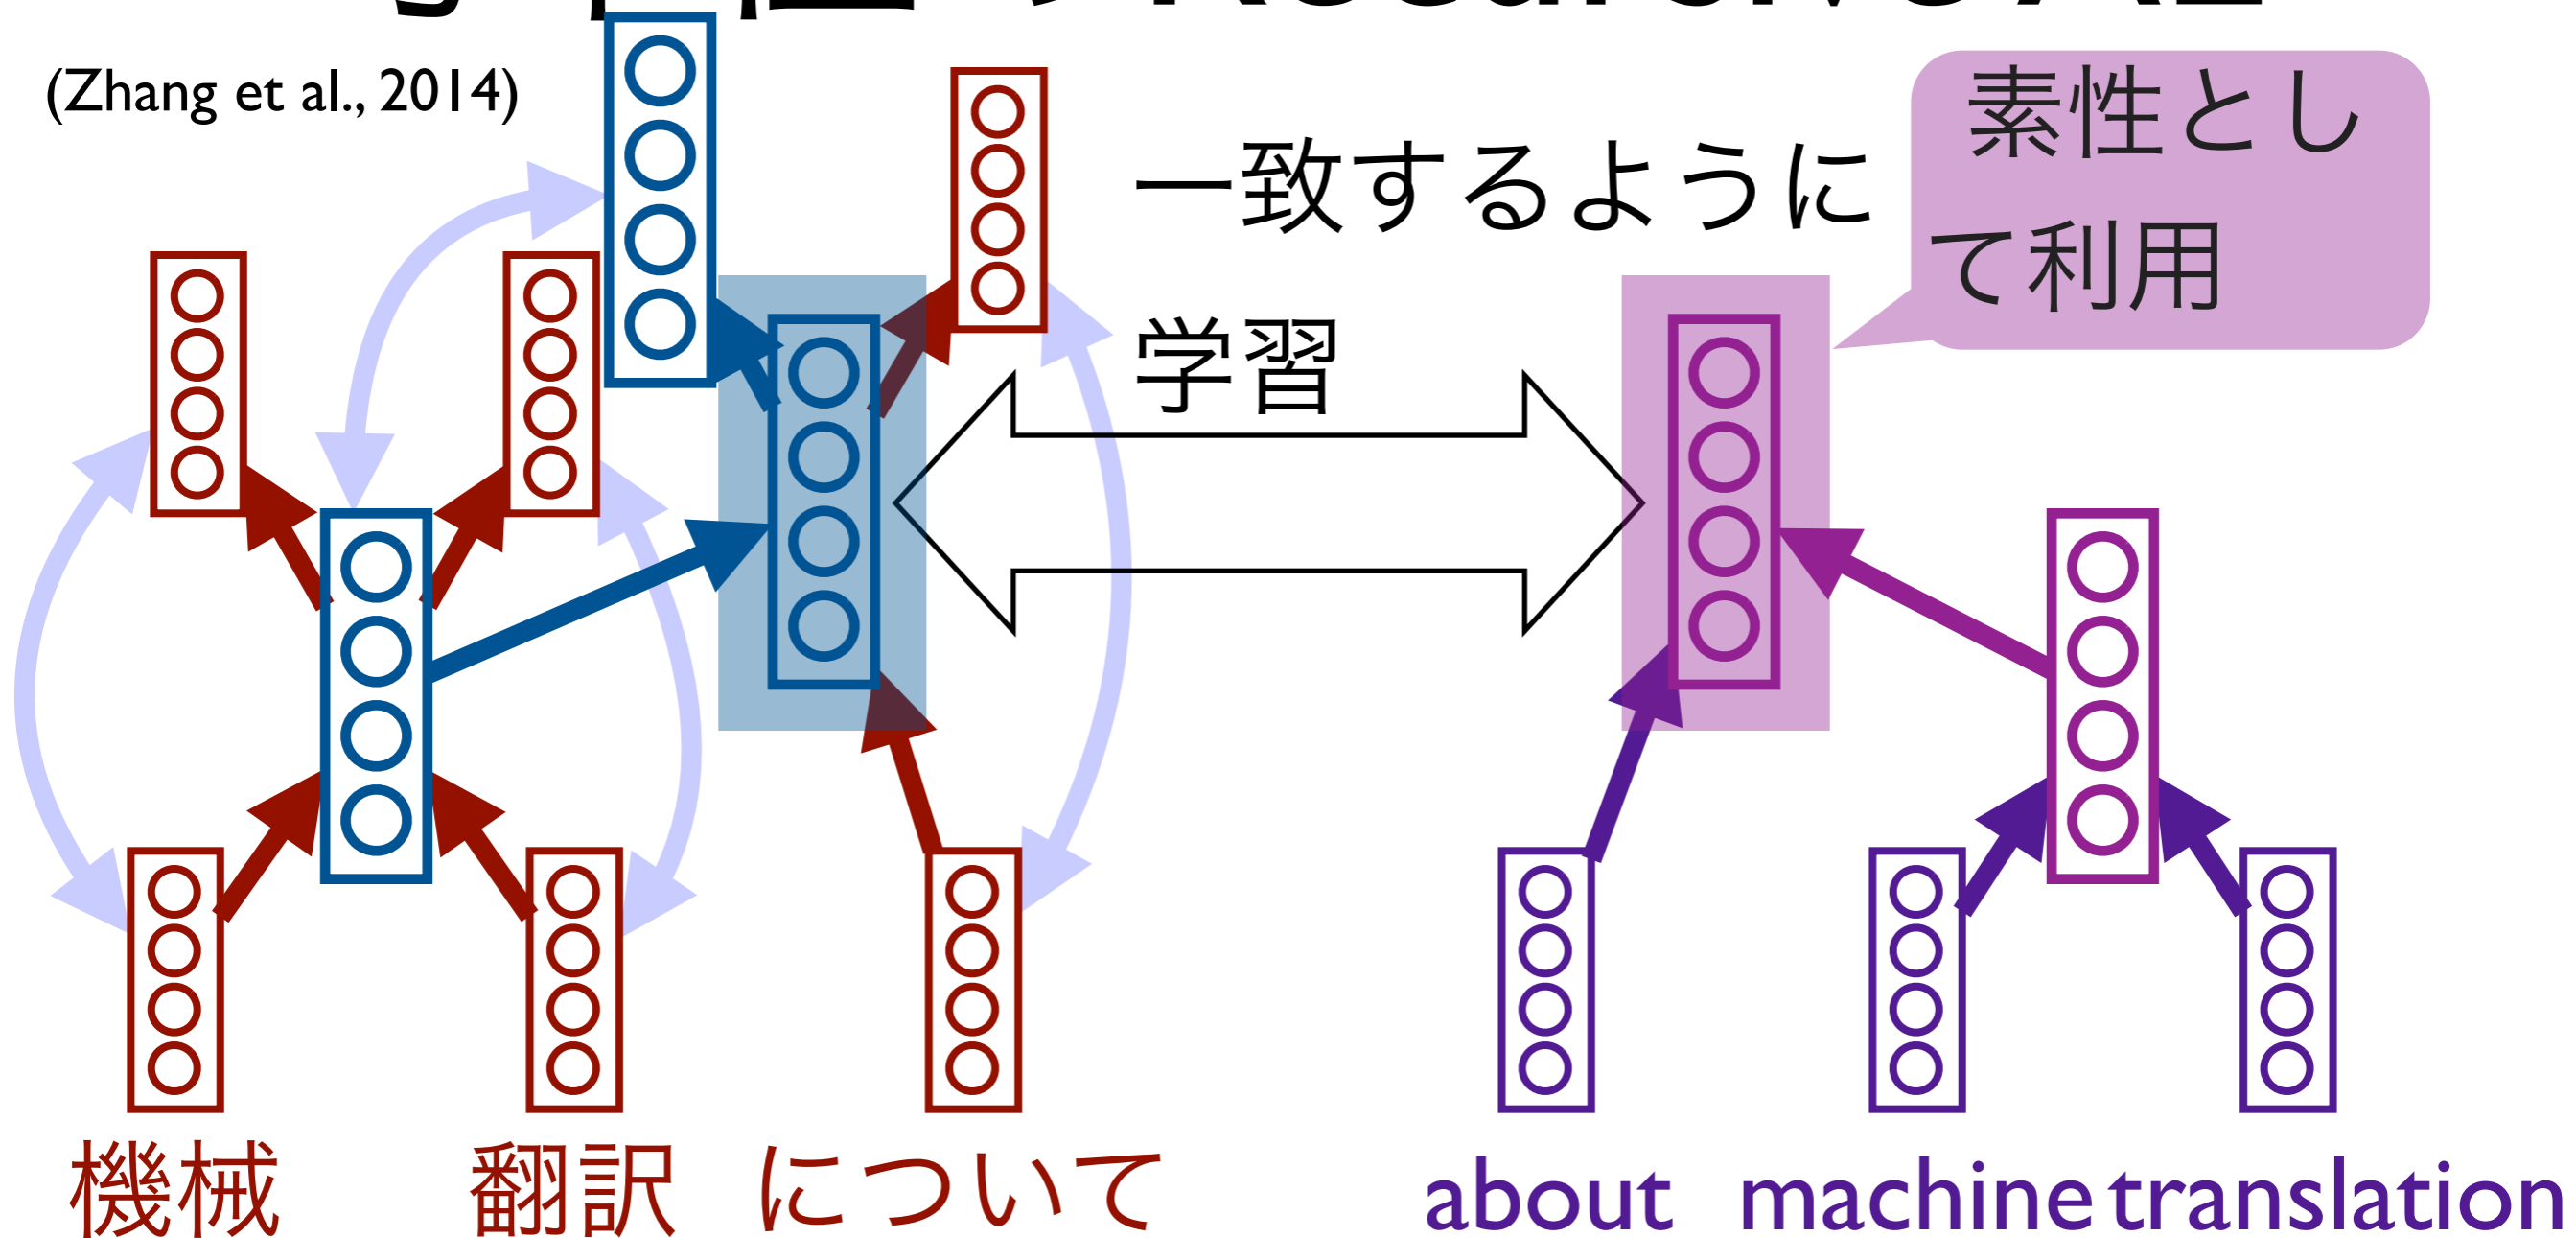 (Zhang et al., 2014)
一致するように
学習
素性とし
て利用
機械 翻訳 について
about machine translation